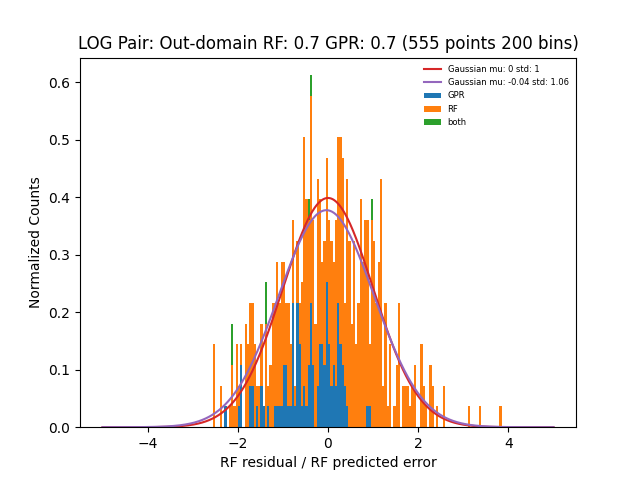 LOG Pair: Out-domain RF: 0.7 GPR: 0.7 (555 points 200 bins)
Gaussian mu: 0 std: 1
Gaussian mu: -0.04 std: 1.06
GPR
RF
both
Normalized Counts
0.6
0.5
0.4
0.3
0.2
0.1
0.0
−4 −2 0 2 4
RF residual / RF predicted error